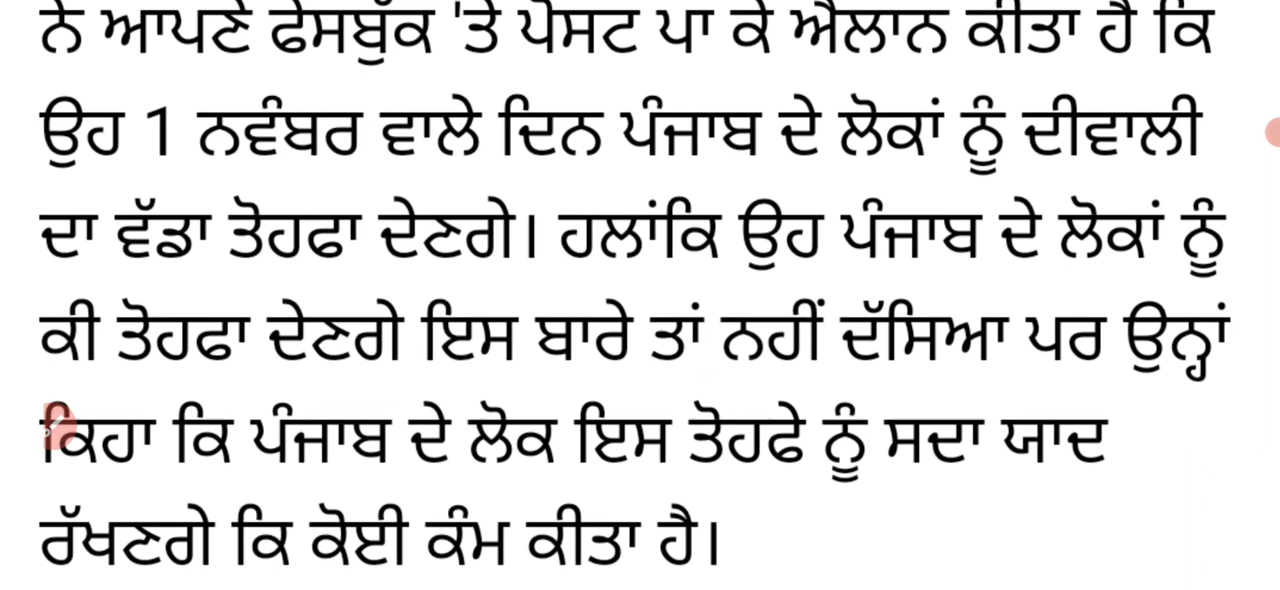 ਨੇ ਆਪਣੇ ਫੇਸਬੁੱਕ 'ਤੇ ਪੋਸਟ ਪਾ ਕੇ ਐਲਾਨ ਕੀਤਾ ਹੈ ਕਿ
ਉਹ 1 ਨਵੰਬਰ ਵਾਲੇ ਦਿਨ ਪੰਜਾਬ ਦੇ ਲੋਕਾਂ ਨੂੰ ਦੀਵਾਲੀ
ਦਾ ਵੱਡਾ ਤੋਹਫਾ ਦੇਣਗੇ। ਹਲਾਂਕਿ ਉਹ ਪੰਜਾਬ ਦੇ ਲੋਕਾਂ ਨੂੰ
ਕੀ ਤੋਹਫਾ ਦੇਣਗੇ ਇਸ ਬਾਰੇ ਤਾਂ ਨਹੀਂ ਦੱਸਿਆ ਪਰ ਉਨ੍ਹਾਂ
ਕਿਹਾ ਕਿ ਪੰਜਾਬ ਦੇ ਲੋਕ ਇਸ ਤੋਹਫੇ ਨੂੰ ਸਦਾ ਯਾਦ
ਰੱਖਣਗੇ ਕਿ ਕੋਈ ਕੰਮ ਕੀਤਾ ਹੈ।